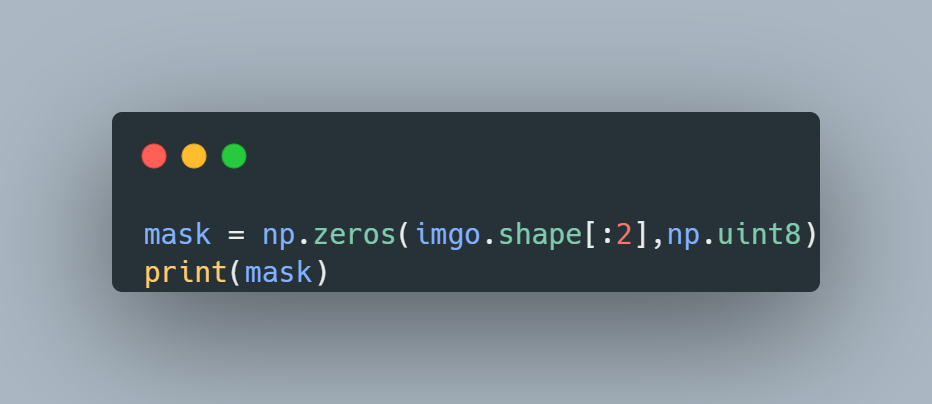 mask = np.zeros(imgo.shape[:2],np.uint8)
print(mask)